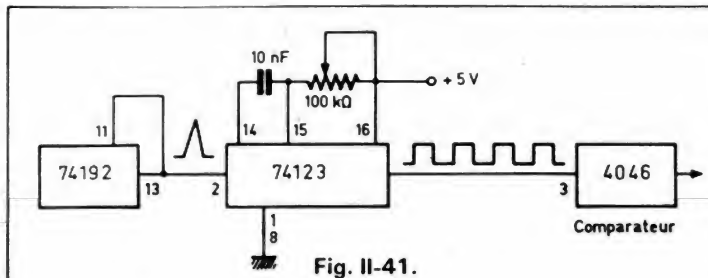 10 nF
100 kΩ
+ 5 V
11
14
15
16
74192
13
2
74123
3
4046
1
8
Comparateur
Fig. II-41.